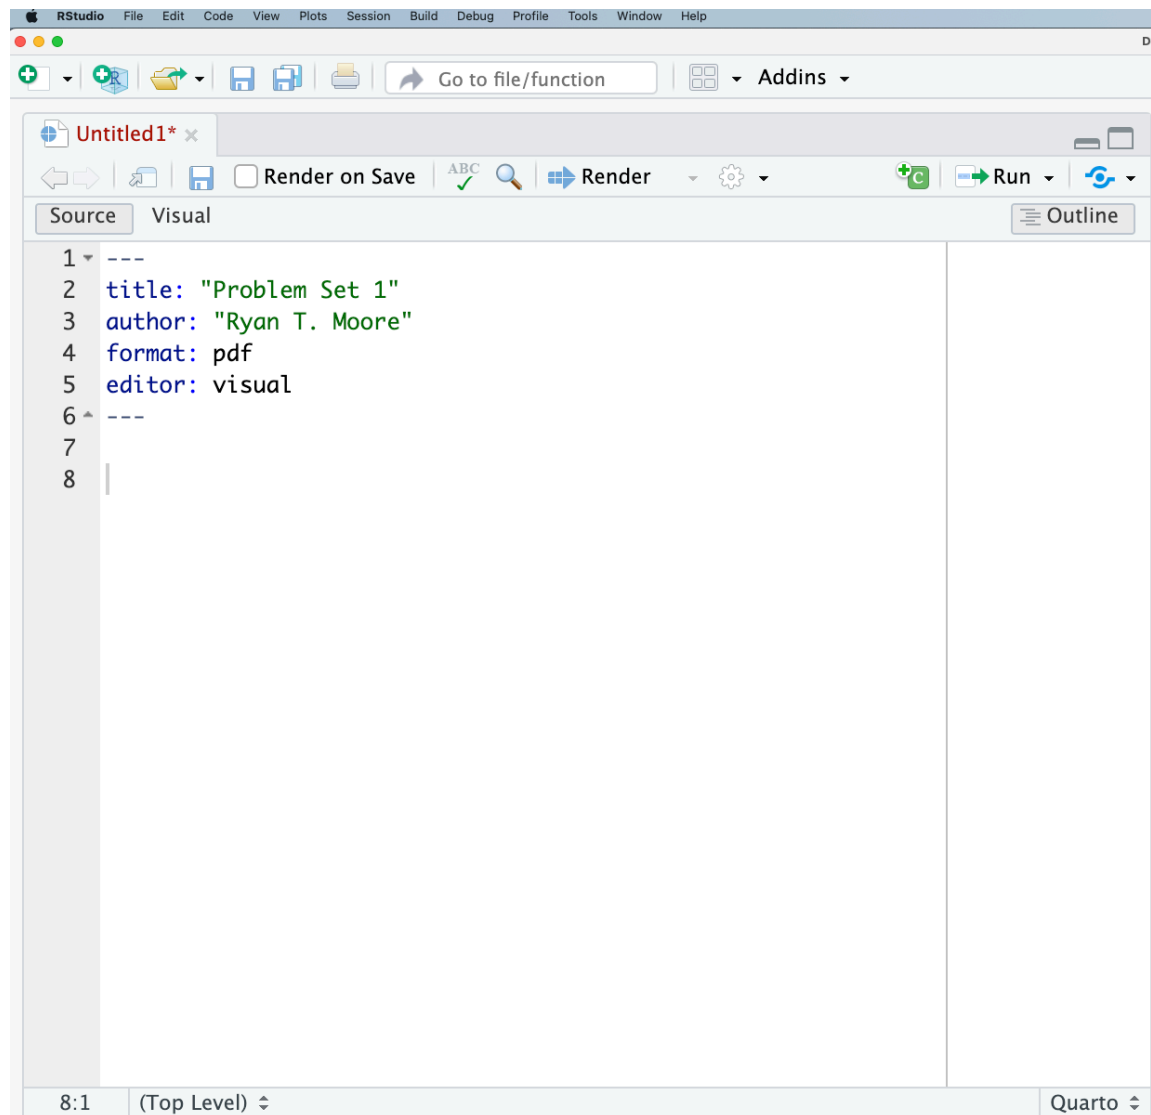 RStudio File Edit Code View Plots Session Build Debug Profile Tools Window Help
D
R Go to file/function Addins
Untitled1*
Render on Save ABC Render C Run
Source Visual Outline
1 ---
2 title: "Problem Set 1"
3 author: "Ryan T. Moore"
4 format: pdf
5 editor: visual
6 ---
7
8
8:1 (Top Level) Quarto